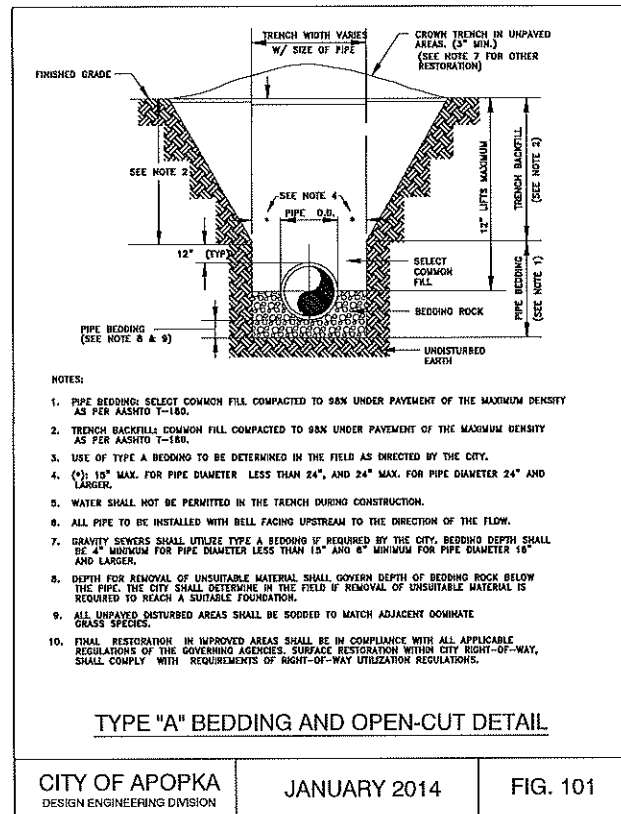 TRENCH WIDTH VARIES
W/ SIZE OF PIPE
CROWN TRENCH IN UNPAVED
AREAS. (3" MIN.)
(SEE NOTE 7 FOR OTHER
RESTORATION)
FINISHED GRADE
SEE NOTE 2
SEE NOTE 4
* *
PIPE O.D.
12" (TYP)
SELECT
COMMON
FILL
12" LIFTS MAXIMUM
TRENCH BACKFILL
(SEE NOTE 2)
PIPE BEDDING
(SEE NOTE 1)
BEDDING ROCK
PIPE BEDDING
(SEE NOTE 8 & 9)
UNDISTURBED
EARTH
NOTES:
1. PIPE BEDDING: SELECT COMMON FILL COMPACTED TO 98% UNDER PAVEMENT OF THE MAXIMUM DENSITY
AS PER AASHTO T-180.
2. TRENCH BACKFILL: COMMON FILL COMPACTED TO 98% UNDER PAVEMENT OF THE MAXIMUM DENSITY
AS PER AASHTO T-180.
3. USE OF TYPE A BEDDING TO BE DETERMINED IN THE FIELD AS DIRECTED BY THE CITY.
4. (*): 15" MAX. FOR PIPE DIAMETER LESS THAN 24", AND 24" MAX. FOR PIPE DIAMETER 24" AND
LARGER.
5. WATER SHALL NOT BE PERMITTED IN THE TRENCH DURING CONSTRUCTION.
6. ALL PIPE TO BE INSTALLED WITH BELL FACING UPSTREAM TO THE DIRECTION OF THE FLOW.
7. GRAVITY SEWERS SHALL UTILIZE TYPE A BEDDING IF REQUIRED BY THE CITY. BEDDING DEPTH SHALL
BE 4" MINIMUM FOR PIPE DIAMETER LESS THAN 15" AND 6" MINIMUM FOR PIPE DIAMETER 16"
AND LARGER.
8. DEPTH FOR REMOVAL OF UNSUITABLE MATERIAL SHALL GOVERN DEPTH OF BEDDING ROCK BELOW
THE PIPE. THE CITY SHALL DETERMINE IN THE FIELD IF REMOVAL OF UNSUITABLE MATERIAL IS
REQUIRED TO REACH A SUITABLE FOUNDATION.
9. ALL UNPAVED DISTURBED AREAS SHALL BE SODDED TO MATCH ADJACENT DOMINATE
GRASS SPECIES.
10. FINAL RESTORATION IN IMPROVED AREAS SHALL BE IN COMPLIANCE WITH ALL APPLICABLE
REGULATIONS OF THE GOVERNING AGENCIES. SURFACE RESTORATION WITHIN CITY RIGHT-OF-WAY,
SHALL COMPLY WITH REQUIREMENTS OF RIGHT-OF-WAY UTILIZATION REGULATIONS.
TYPE "A" BEDDING AND OPEN-CUT DETAIL
CITY OF APOPKA
DESIGN ENGINEERING DIVISION
JANUARY 2014
FIG. 101